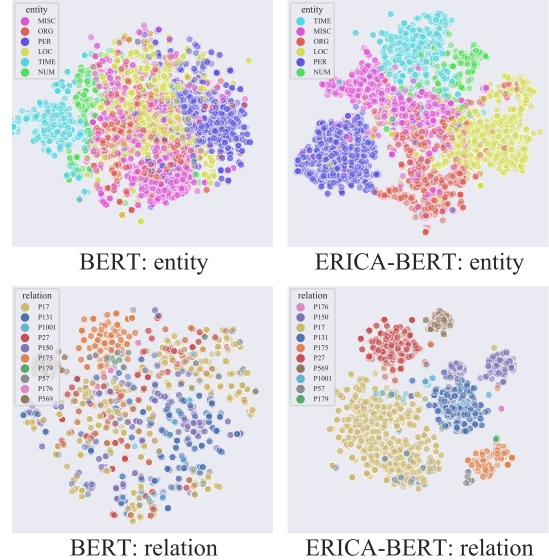 entity
MISC
ORG
PER
LOC
TIME
NUM
entity
TIME
MISC
ORG
LOC
PER
NUM
BERT: entity
ERICA-BERT: entity
relation
P17
P131
P1001
P27
P150
P175
P179
P57
P176
P569
relation
P176
P150
P17
P131
P175
P27
P569
P1001
P57
P179
BERT: relation
ERICA-BERT: relation